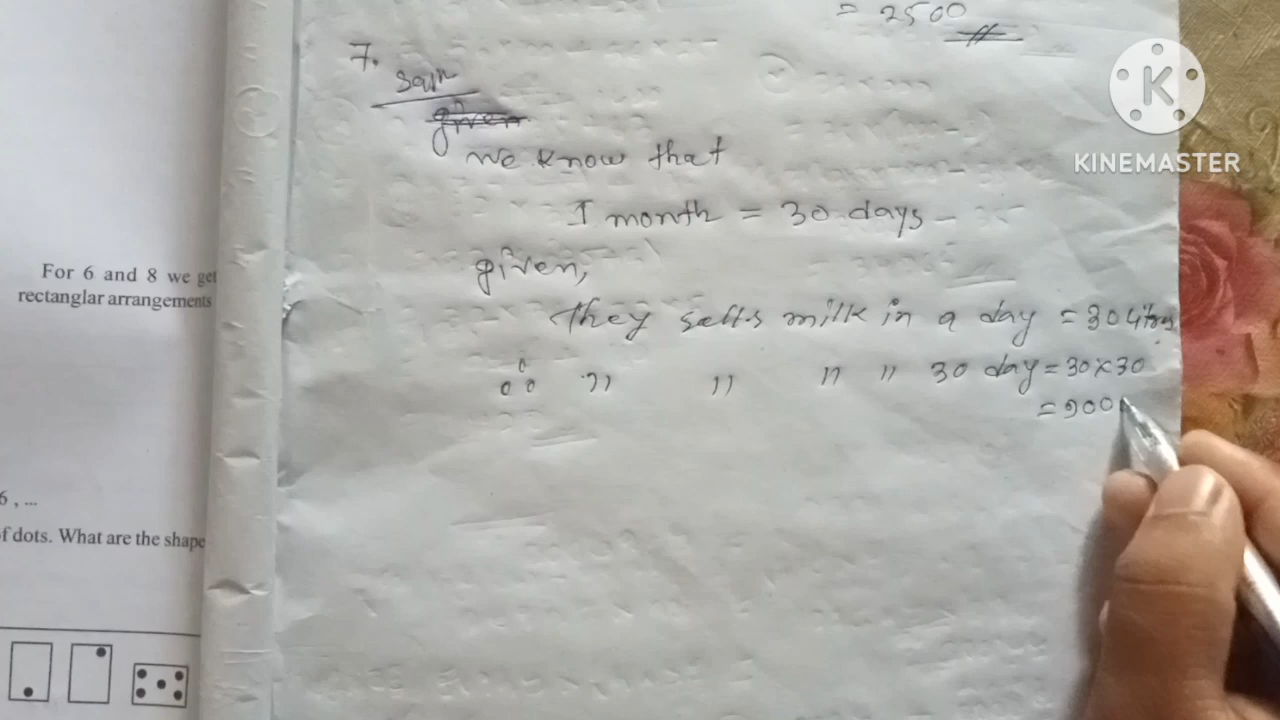 = 2500
7.
Soln
given
we know that
1 month = 30 days
given,
They sells milk in a day = 30 litres
∴ ,, ,, ,, ,, 30 day = 30×30
= 900
K
KINEMASTER
For 6 and 8 we get
rectanglar arrangements
6 , ...
f dots. What are the shape